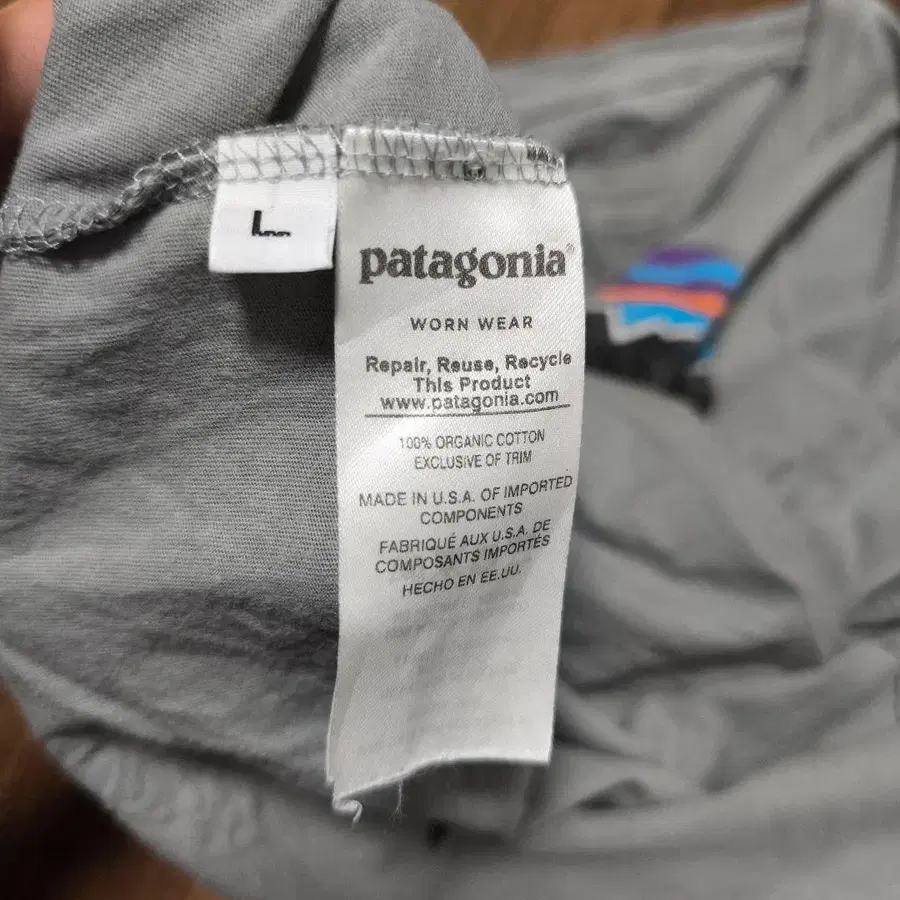 L
patagonia®
WORN WEAR
Repair, Reuse, Recycle
This Product
www.patagonia.com
100% ORGANIC COTTON
EXCLUSIVE OF TRIM
MADE IN U.S.A. OF IMPORTED
COMPONENTS
FABRIQUÉ AUX U.S.A. DE
COMPOSANTS IMPORTÉS
HECHO EN EE.UU.